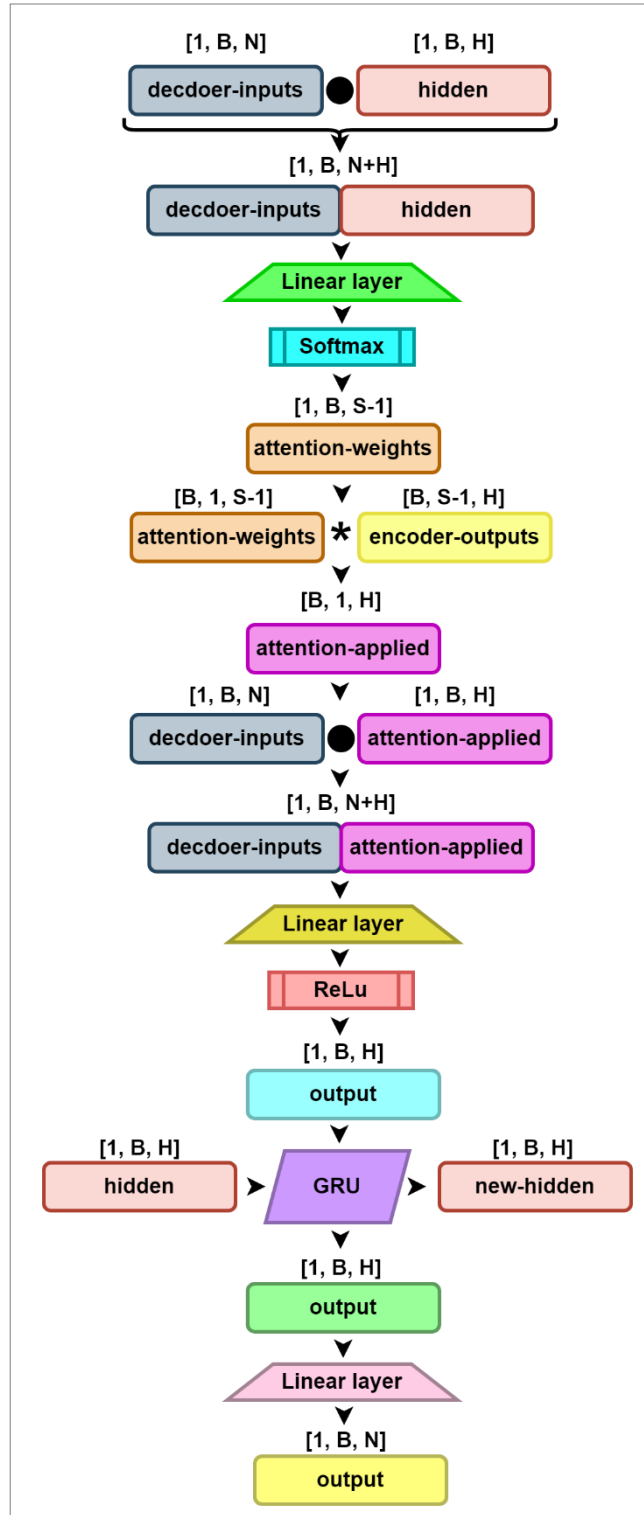 [1, B, N] [1, B, H]
decdoer-inputs hidden
[1, B, N+H]
decdoer-inputs hidden
Linear layer
Softmax
[1, B, S-1]
attention-weights
[B, 1, S-1] [B, S-1, H]
attention-weights * encoder-outputs
[B, 1, H]
attention-applied
[1, B, N] [1, B, H]
decdoer-inputs attention-applied
[1, B, N+H]
decdoer-inputs attention-applied
Linear layer
ReLu
[1, B, H]
output
[1, B, H] [1, B, H]
hidden GRU new-hidden
[1, B, H]
output
Linear layer
[1, B, N]
output